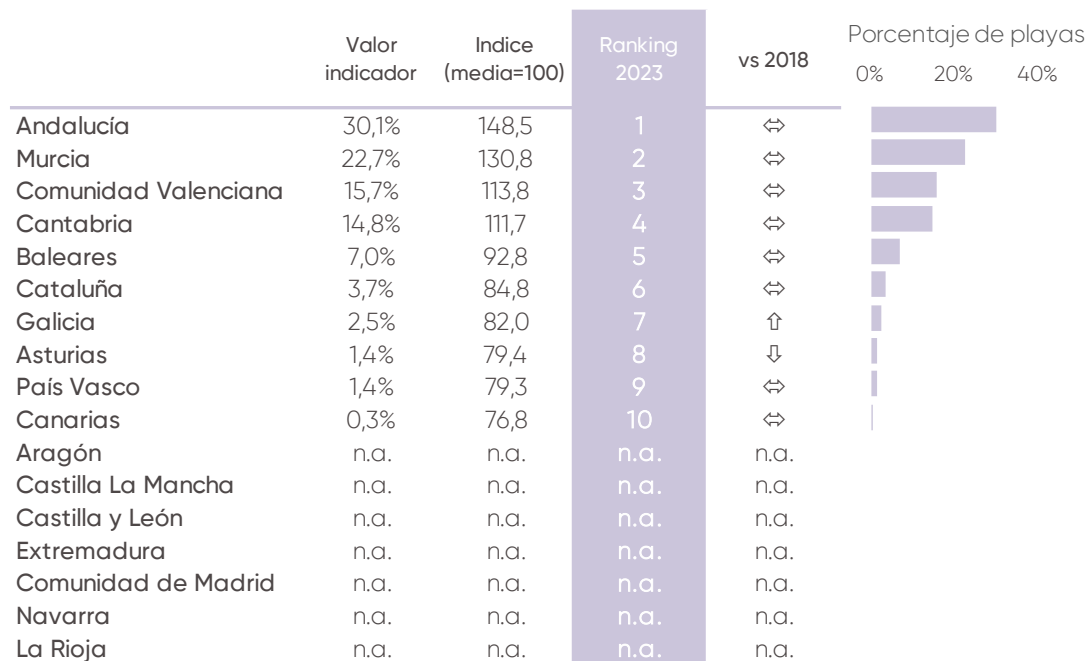 Valor indicador Indice (media=100) Ranking 2023 vs 2018 Porcentaje de playas
0% 20% 40%
Andalucía 30,1% 148,5 1 ⇔
Murcia 22,7% 130,8 2 ⇔
Comunidad Valenciana 15,7% 113,8 3 ⇔
Cantabria 14,8% 111,7 4 ⇔
Baleares 7,0% 92,8 5 ⇔
Cataluña 3,7% 84,8 6 ⇔
Galicia 2,5% 82,0 7 ⇧
Asturias 1,4% 79,4 8 ⇩
País Vasco 1,4% 79,3 9 ⇔
Canarias 0,3% 76,8 10 ⇔
Aragón n.a. n.a. n.a. n.a.
Castilla La Mancha n.a. n.a. n.a. n.a.
Castilla y León n.a. n.a. n.a. n.a.
Extremadura n.a. n.a. n.a. n.a.
Comunidad de Madrid n.a. n.a. n.a. n.a.
Navarra n.a. n.a. n.a. n.a.
La Rioja n.a. n.a. n.a. n.a.